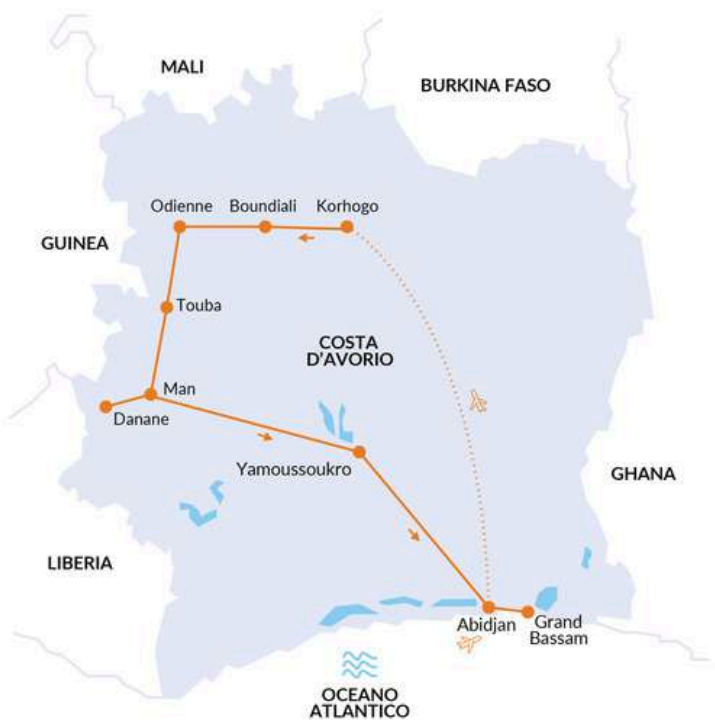 MALI
BURKINA FASO
Odienne
Boundiali
Korhogo
GUINEA
Touba
COSTA
D'AVORIO
Man
Danane
Yamoussoukro
GHANA
LIBERIA
Abidjan
Grand
Bassam
OCEANO
ATLANTICO